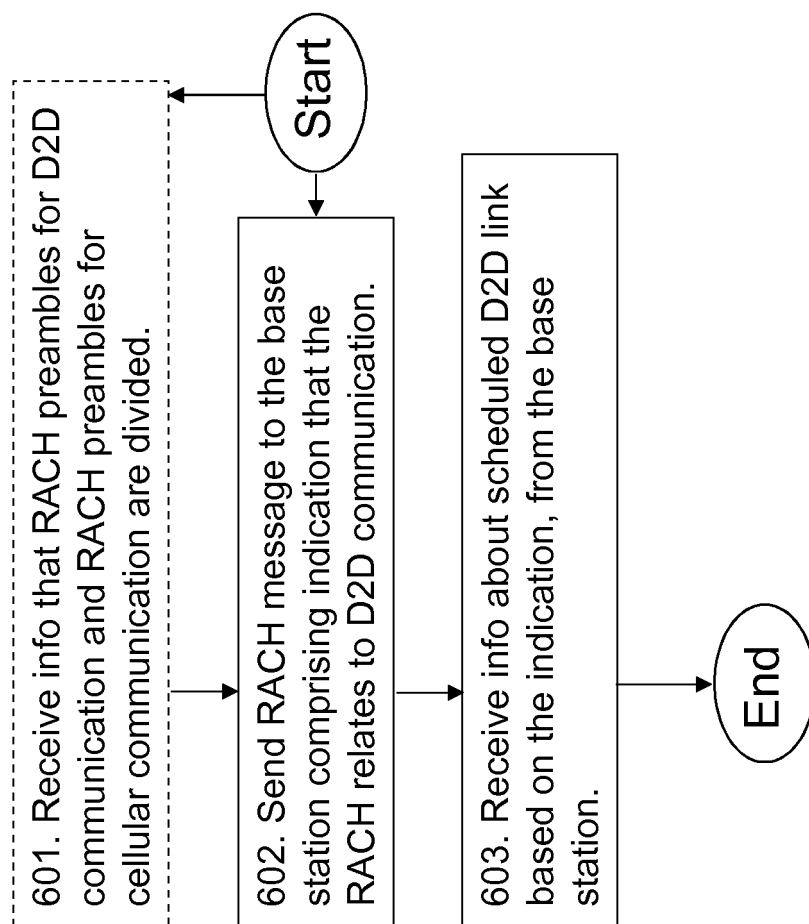 Start
601. Receive info that RACH preambles for D2D
communication and RACH preambles for
cellular communication are divided.
602. Send RACH message to the base
station comprising indication that the
RACH relates to D2D communication.
603. Receive info about scheduled D2D link
based on the indication, from the base
station.
End